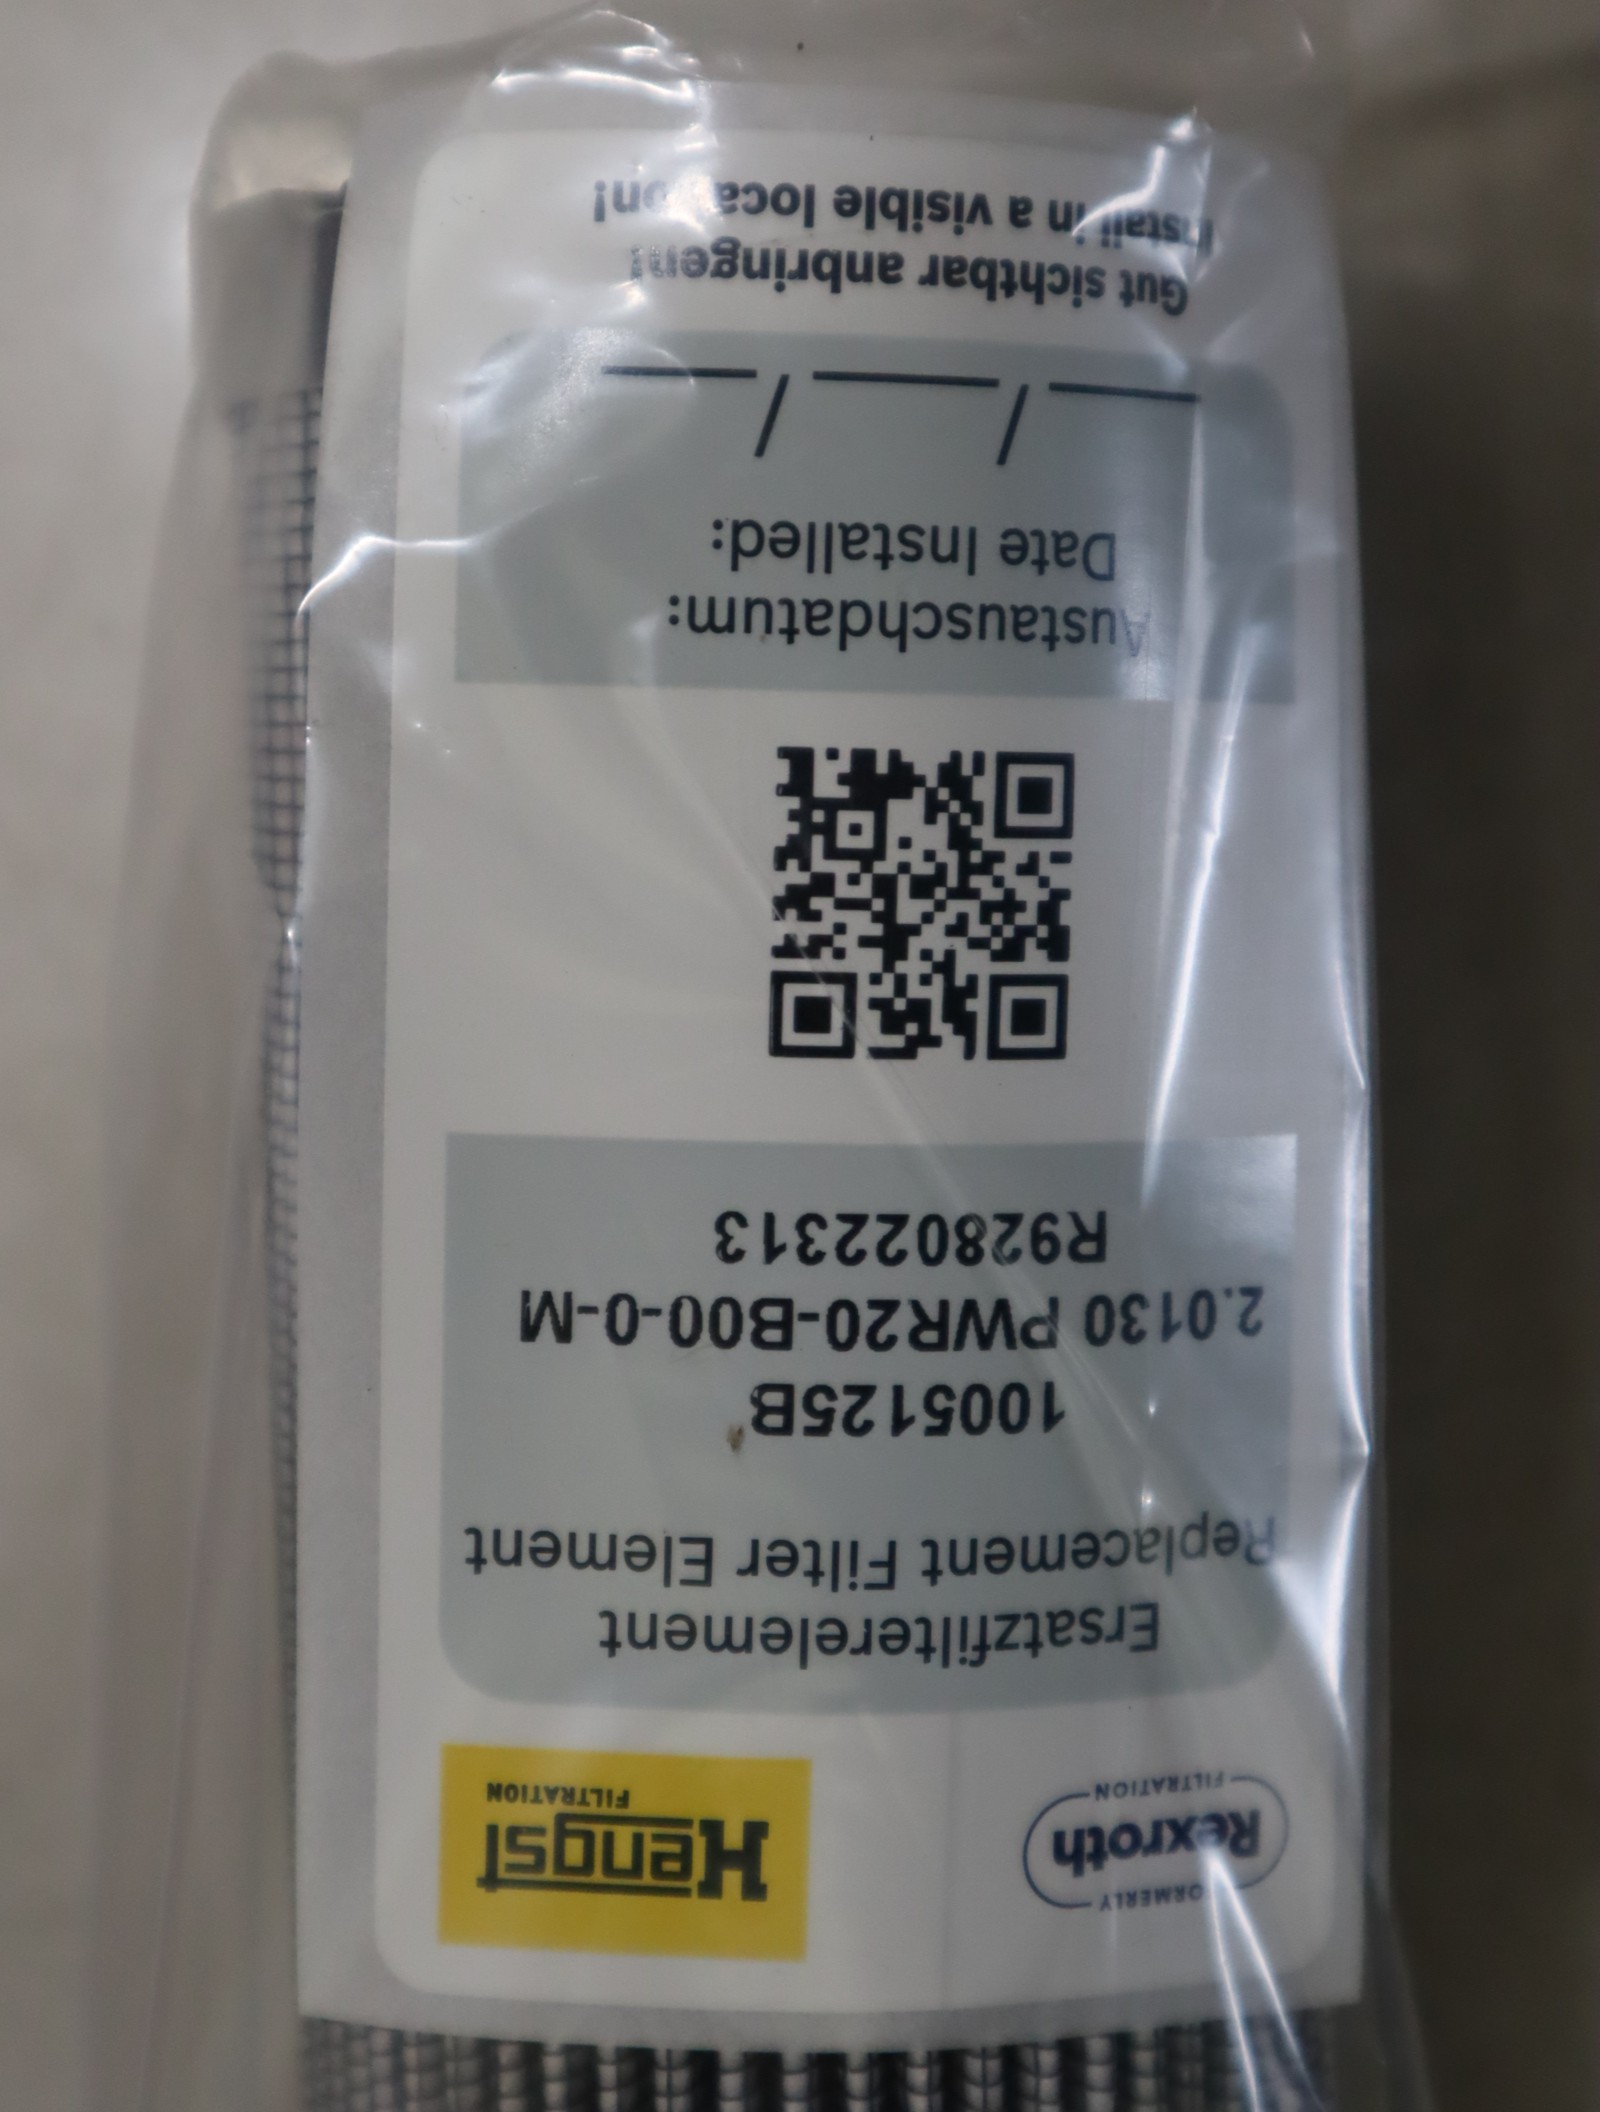 FORMERLY
Rexroth
FILTRATION
Hengst
FILTRATION
Ersatzfilterelement
Replacement Filter Element
1005125B
2.0130 PWR20-B00-0-M
R928022313
Austauschdatum:
Date Installed:
/ /
Gut sichtbar anbringen!
Install in a visible location!